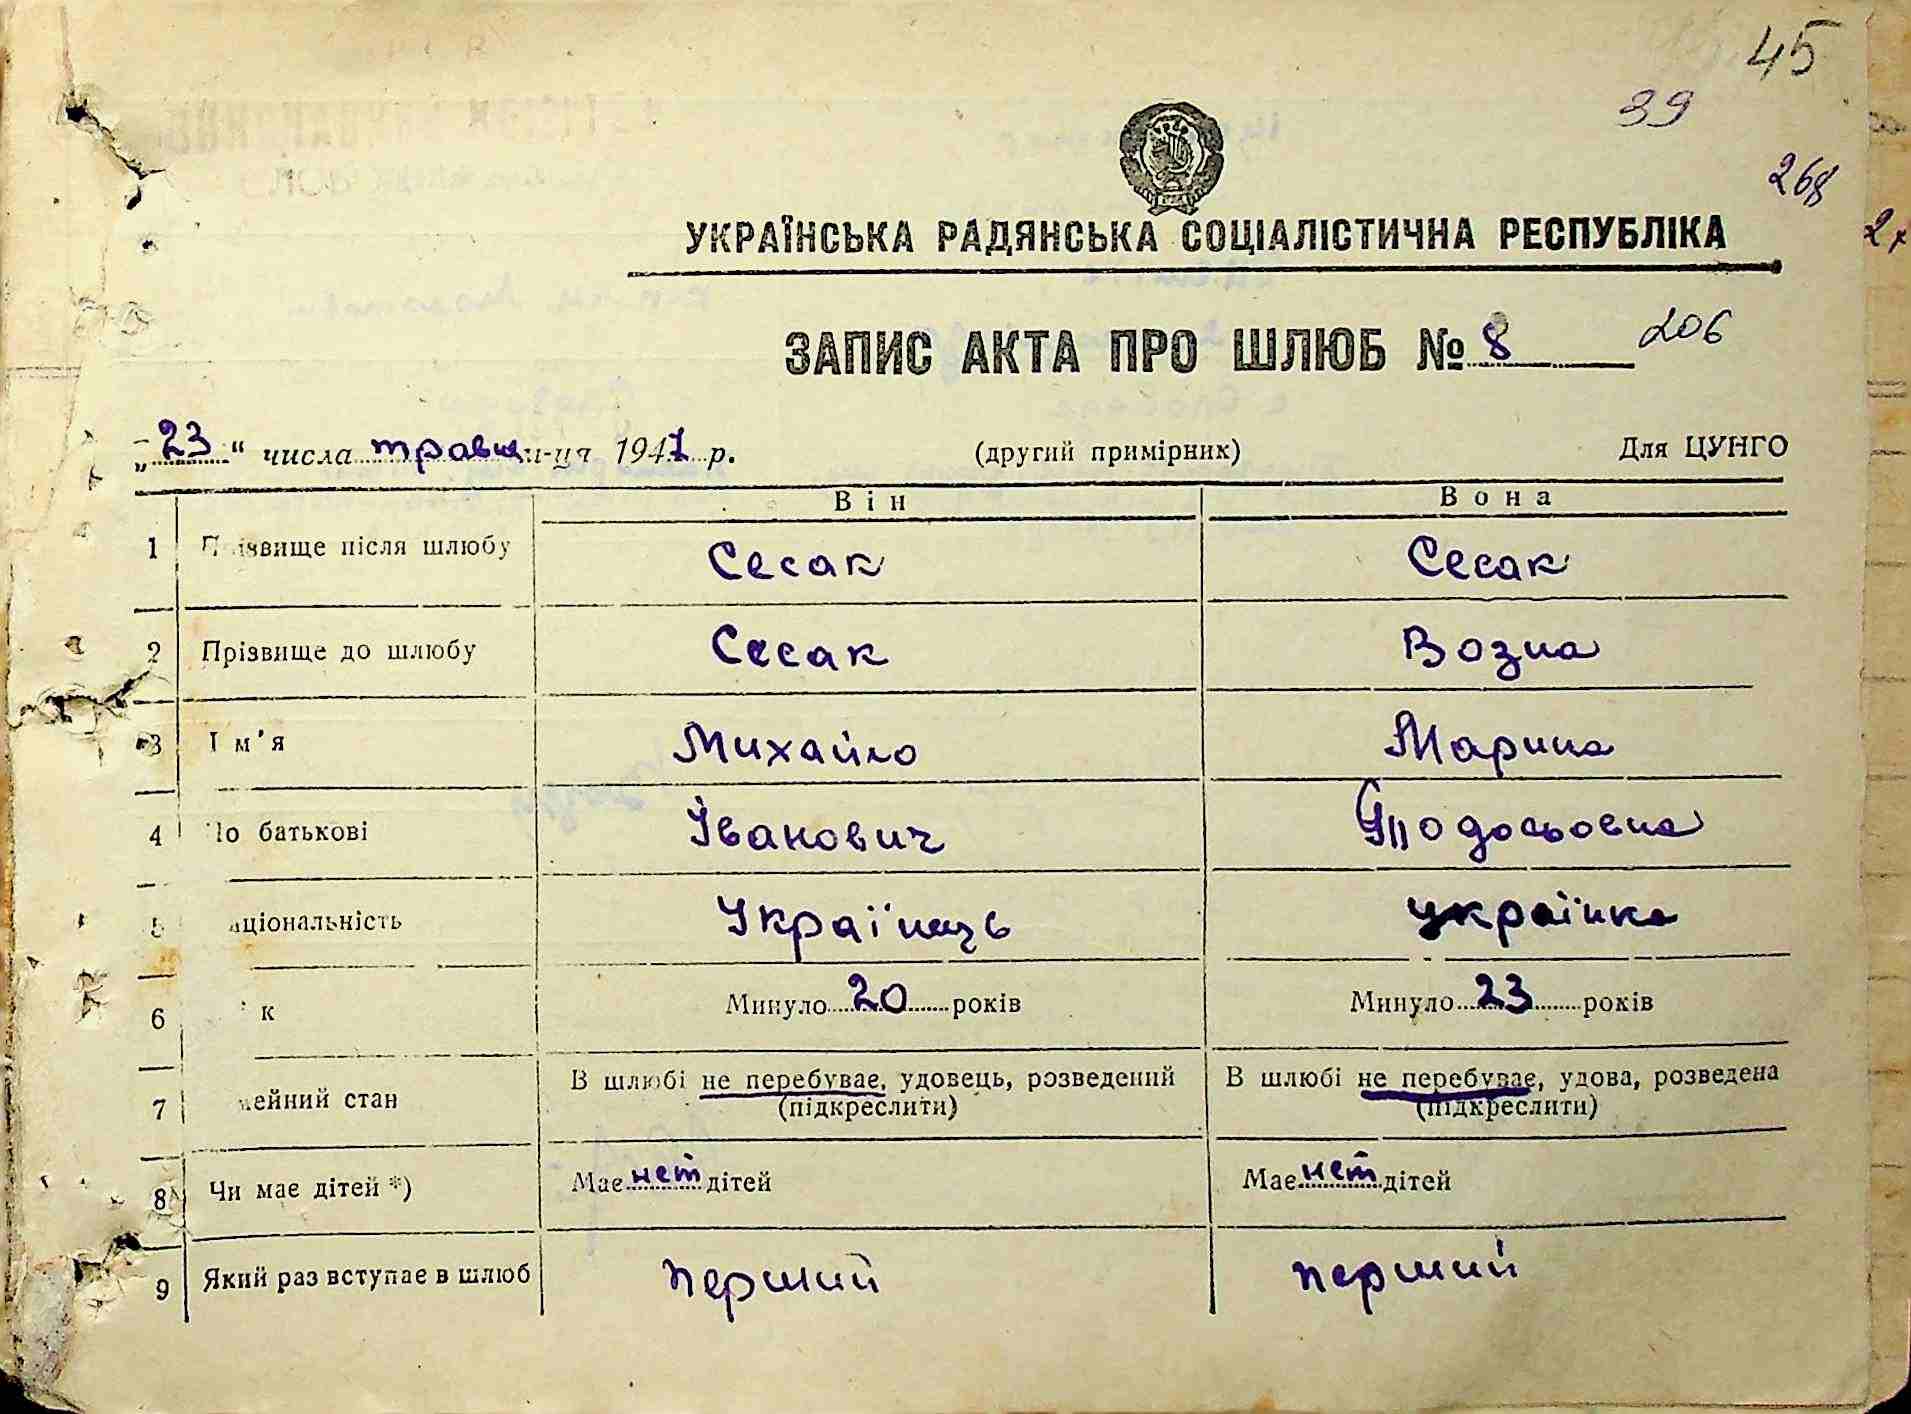 45
39
268
УКРАЇНСЬКА РАДЯНСЬКА СОЦІАЛІСТИЧНА РЕСПУБЛІКА
ЗАПИС АКТА ПРО ШЛЮБ № 8 206
„23“ числа травня м-ця 1947 р. (другий примірник) Для ЦУНГО
Він Вона
1 Прізвище після шлюбу Сесак Сесак
2 Прізвище до шлюбу Сесак Возна
3 Ім'я Михайло Марина
4 По батькові Іванович Тодосьовна
5 аціональність Українець українка
6 к Минуло 20 років Минуло 23 років
7 ейний стан В шлюбі не перебуває, удовець, розведений В шлюбі не перебуває, удова, розведена
(підкреслити) (підкреслити)
8 Чи має дітей *) Має нет дітей Має нет дітей
9 Який раз вступає в шлюб перший перший